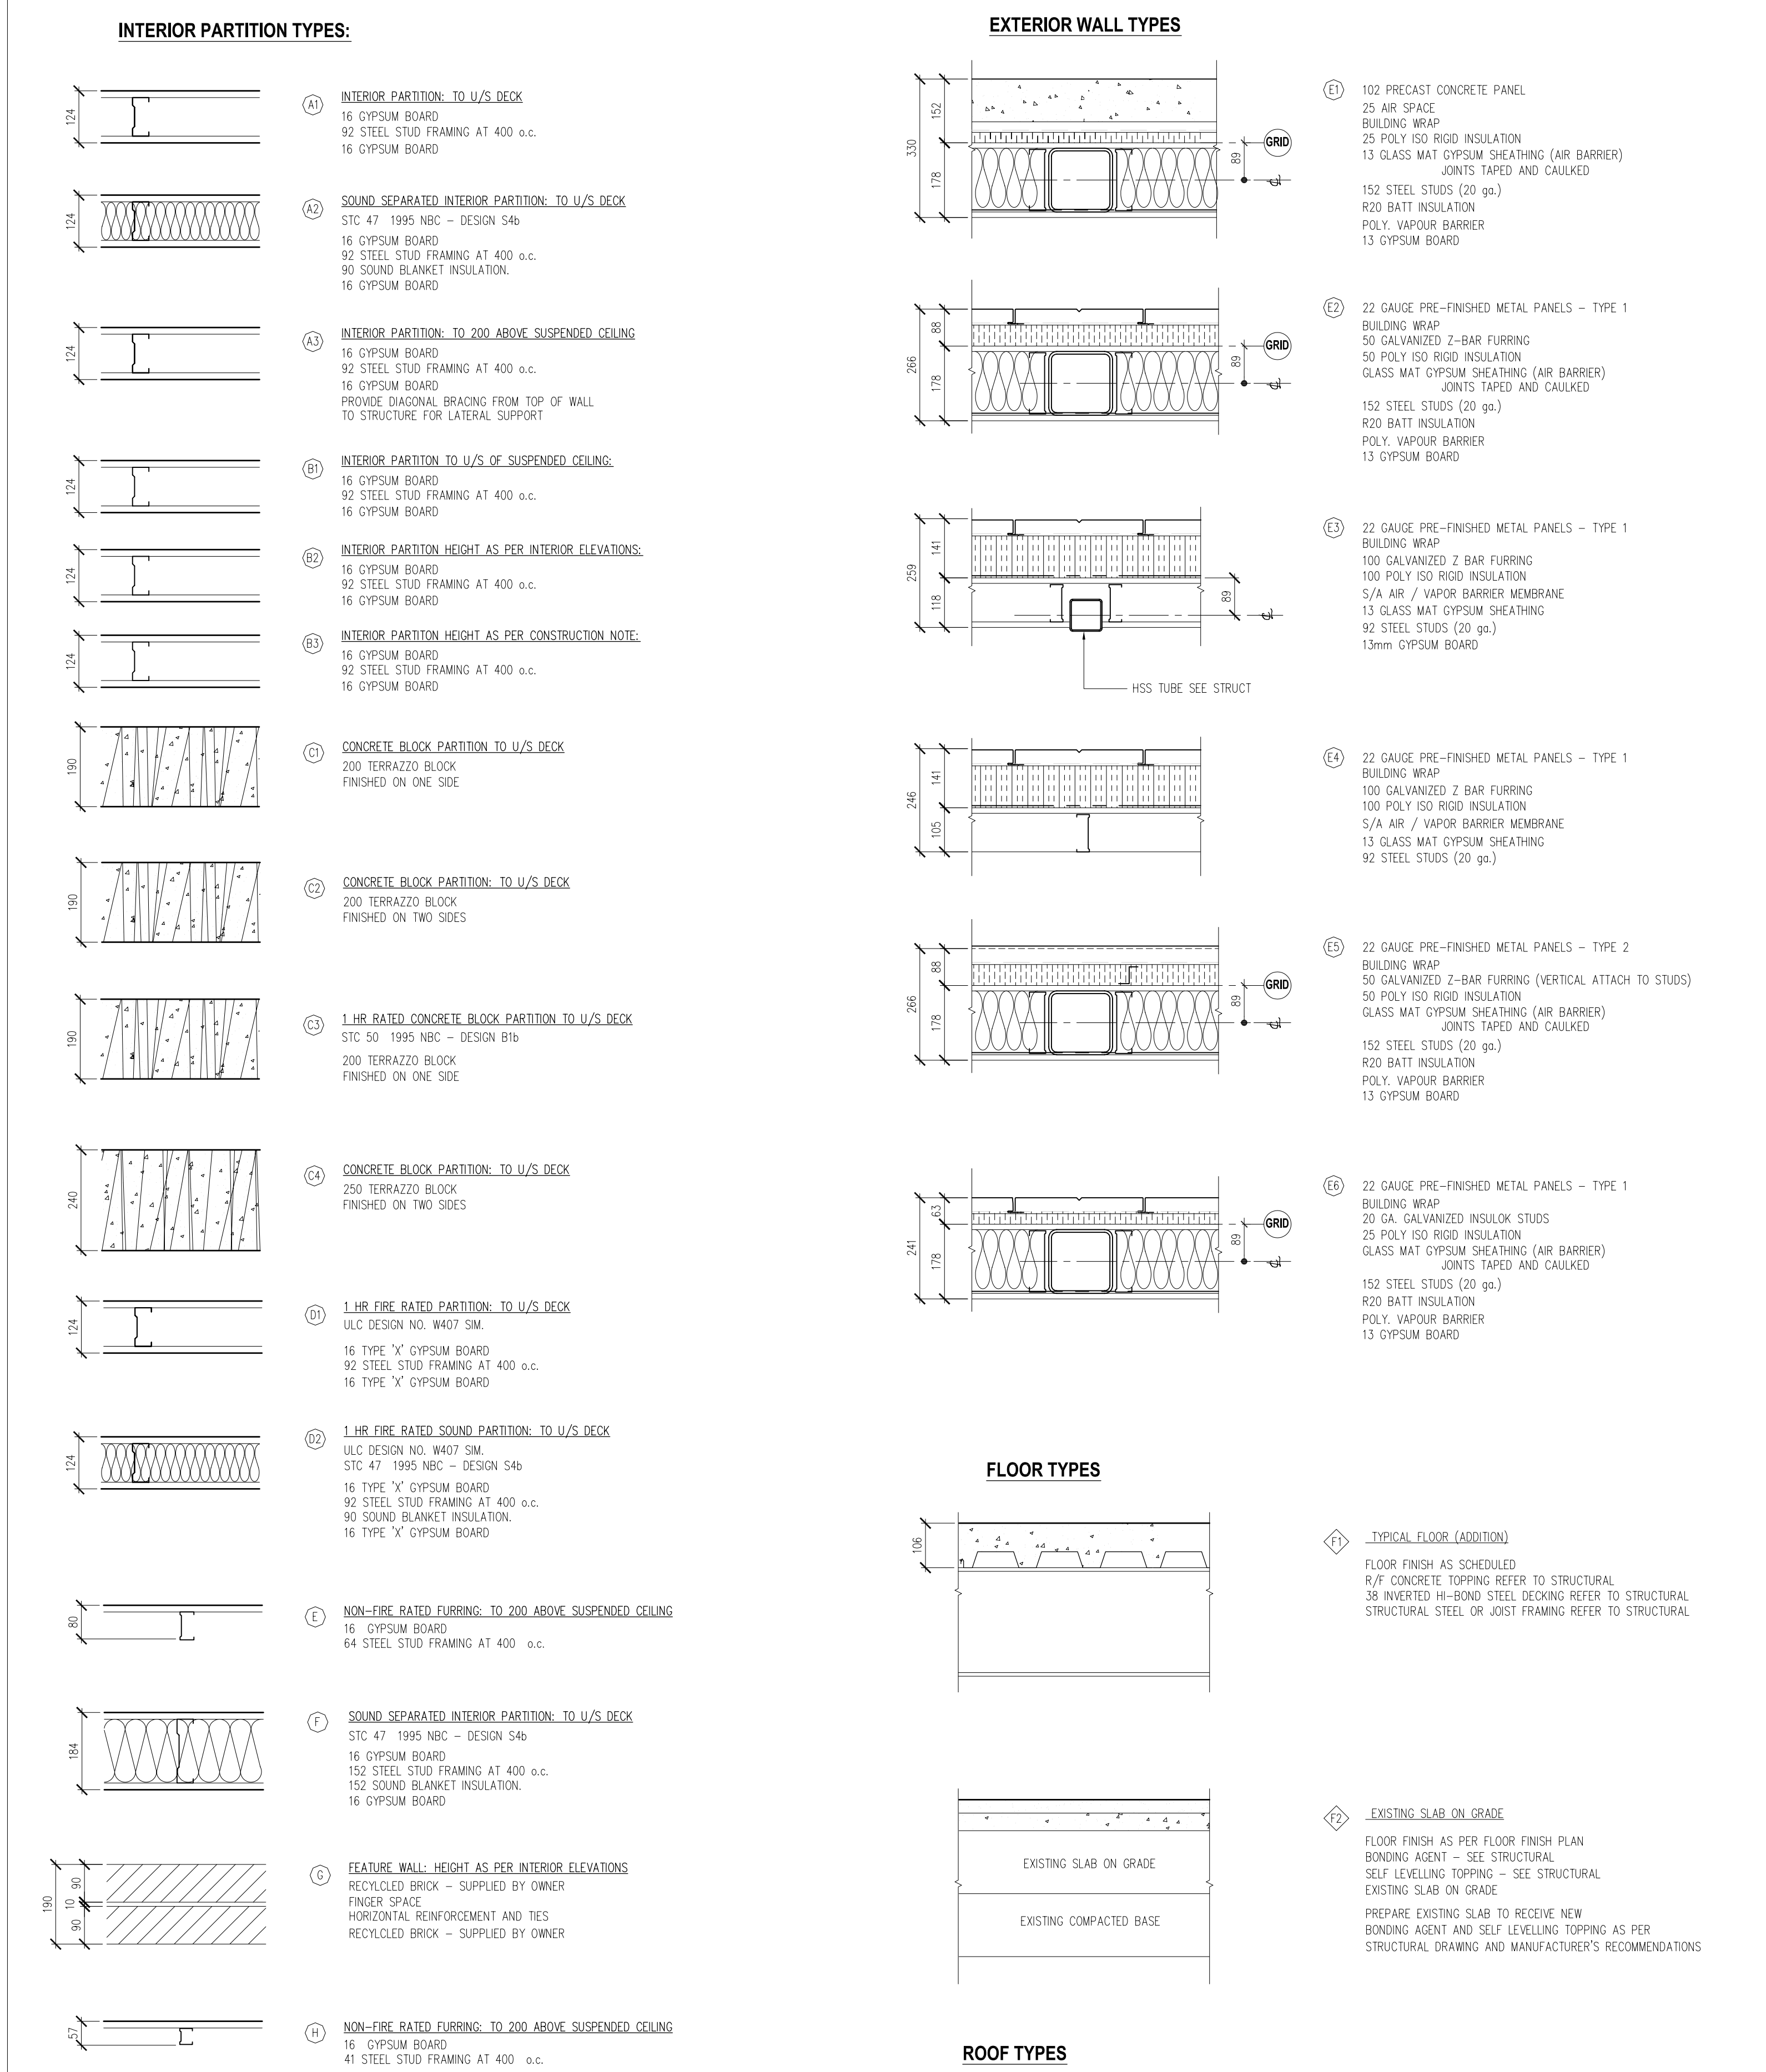 INTERIOR PARTITION TYPES:
124
A1
INTERIOR PARTITION: TO U/S DECK
16 GYPSUM BOARD
92 STEEL STUD FRAMING AT 400 o.c.
16 GYPSUM BOARD
124
A2
SOUND SEPARATED INTERIOR PARTITION: TO U/S DECK
STC 47 1995 NBC – DESIGN S4b
16 GYPSUM BOARD
92 STEEL STUD FRAMING AT 400 o.c.
90 SOUND BLANKET INSULATION.
16 GYPSUM BOARD
124
A3
INTERIOR PARTITION: TO 200 ABOVE SUSPENDED CEILING
16 GYPSUM BOARD
92 STEEL STUD FRAMING AT 400 o.c.
16 GYPSUM BOARD
PROVIDE DIAGONAL BRACING FROM TOP OF WALL
TO STRUCTURE FOR LATERAL SUPPORT
124
B1
INTERIOR PARTITON TO U/S OF SUSPENDED CEILING:
16 GYPSUM BOARD
92 STEEL STUD FRAMING AT 400 o.c.
16 GYPSUM BOARD
124
B2
INTERIOR PARTITON HEIGHT AS PER INTERIOR ELEVATIONS:
16 GYPSUM BOARD
92 STEEL STUD FRAMING AT 400 o.c.
16 GYPSUM BOARD
124
B3
INTERIOR PARTITON HEIGHT AS PER CONSTRUCTION NOTE:
16 GYPSUM BOARD
92 STEEL STUD FRAMING AT 400 o.c.
16 GYPSUM BOARD
190
C1
CONCRETE BLOCK PARTITION TO U/S DECK
200 TERRAZZO BLOCK
FINISHED ON ONE SIDE
190
C2
CONCRETE BLOCK PARTITION: TO U/S DECK
200 TERRAZZO BLOCK
FINISHED ON TWO SIDES
190
C3
1 HR RATED CONCRETE BLOCK PARTITION TO U/S DECK
STC 50 1995 NBC – DESIGN B1b
200 TERRAZZO BLOCK
FINISHED ON ONE SIDE
240
C4
CONCRETE BLOCK PARTITION: TO U/S DECK
250 TERRAZZO BLOCK
FINISHED ON TWO SIDES
124
D1
1 HR FIRE RATED PARTITION: TO U/S DECK
ULC DESIGN NO. W407 SIM.
16 TYPE 'X' GYPSUM BOARD
92 STEEL STUD FRAMING AT 400 o.c.
16 TYPE 'X' GYPSUM BOARD
124
D2
1 HR FIRE RATED SOUND PARTITION: TO U/S DECK
ULC DESIGN NO. W407 SIM.
STC 47 1995 NBC – DESIGN S4b
16 TYPE 'X' GYPSUM BOARD
92 STEEL STUD FRAMING AT 400 o.c.
90 SOUND BLANKET INSULATION.
16 TYPE 'X' GYPSUM BOARD
80
E
NON–FIRE RATED FURRING: TO 200 ABOVE SUSPENDED CEILING
16 GYPSUM BOARD
64 STEEL STUD FRAMING AT 400 o.c.
184
F
SOUND SEPARATED INTERIOR PARTITION: TO U/S DECK
STC 47 1995 NBC – DESIGN S4b
16 GYPSUM BOARD
152 STEEL STUD FRAMING AT 400 o.c.
152 SOUND BLANKET INSULATION.
16 GYPSUM BOARD
190
90
10
90
G
FEATURE WALL: HEIGHT AS PER INTERIOR ELEVATIONS
RECYLCLED BRICK – SUPPLIED BY OWNER
FINGER SPACE
HORIZONTAL REINFORCEMENT AND TIES
RECYLCLED BRICK – SUPPLIED BY OWNER
57
H
NON–FIRE RATED FURRING: TO 200 ABOVE SUSPENDED CEILING
16 GYPSUM BOARD
41 STEEL STUD FRAMING AT 400 o.c.
EXTERIOR WALL TYPES
330
152
178
GRID
89
E1
102 PRECAST CONCRETE PANEL
25 AIR SPACE
BUILDING WRAP
25 POLY ISO RIGID INSULATION
13 GLASS MAT GYPSUM SHEATHING (AIR BARRIER)
JOINTS TAPED AND CAULKED
152 STEEL STUDS (20 ga.)
R20 BATT INSULATION
POLY. VAPOUR BARRIER
13 GYPSUM BOARD
266
88
178
GRID
89
E2
22 GAUGE PRE–FINISHED METAL PANELS – TYPE 1
BUILDING WRAP
50 GALVANIZED Z–BAR FURRING
50 POLY ISO RIGID INSULATION
GLASS MAT GYPSUM SHEATHING (AIR BARRIER)
JOINTS TAPED AND CAULKED
152 STEEL STUDS (20 ga.)
R20 BATT INSULATION
POLY. VAPOUR BARRIER
13 GYPSUM BOARD
259
141
118
89
HSS TUBE SEE STRUCT
E3
22 GAUGE PRE–FINISHED METAL PANELS – TYPE 1
BUILDING WRAP
100 GALVANIZED Z BAR FURRING
100 POLY ISO RIGID INSULATION
S/A AIR / VAPOR BARRIER MEMBRANE
13 GLASS MAT GYPSUM SHEATHING
92 STEEL STUDS (20 ga.)
13mm GYPSUM BOARD
246
141
105
E4
22 GAUGE PRE–FINISHED METAL PANELS – TYPE 1
BUILDING WRAP
100 GALVANIZED Z BAR FURRING
100 POLY ISO RIGID INSULATION
S/A AIR / VAPOR BARRIER MEMBRANE
13 GLASS MAT GYPSUM SHEATHING
92 STEEL STUDS (20 ga.)
266
88
178
GRID
89
E5
22 GAUGE PRE–FINISHED METAL PANELS – TYPE 2
BUILDING WRAP
50 GALVANIZED Z–BAR FURRING (VERTICAL ATTACH TO STUDS)
50 POLY ISO RIGID INSULATION
GLASS MAT GYPSUM SHEATHING (AIR BARRIER)
JOINTS TAPED AND CAULKED
152 STEEL STUDS (20 ga.)
R20 BATT INSULATION
POLY. VAPOUR BARRIER
13 GYPSUM BOARD
241
63
178
GRID
89
E6
22 GAUGE PRE–FINISHED METAL PANELS – TYPE 1
BUILDING WRAP
20 GA. GALVANIZED INSULOK STUDS
25 POLY ISO RIGID INSULATION
GLASS MAT GYPSUM SHEATHING (AIR BARRIER)
JOINTS TAPED AND CAULKED
152 STEEL STUDS (20 ga.)
R20 BATT INSULATION
POLY. VAPOUR BARRIER
13 GYPSUM BOARD
FLOOR TYPES
106
F1
TYPICAL FLOOR (ADDITION)
FLOOR FINISH AS SCHEDULED
R/F CONCRETE TOPPING REFER TO STRUCTURAL
38 INVERTED HI–BOND STEEL DECKING REFER TO STRUCTURAL
STRUCTURAL STEEL OR JOIST FRAMING REFER TO STRUCTURAL
EXISTING SLAB ON GRADE
EXISTING COMPACTED BASE
F2
EXISTING SLAB ON GRADE
FLOOR FINISH AS PER FLOOR FINISH PLAN
BONDING AGENT – SEE STRUCTURAL
SELF LEVELLING TOPPING – SEE STRUCTURAL
EXISTING SLAB ON GRADE
PREPARE EXISTING SLAB TO RECEIVE NEW
BONDING AGENT AND SELF LEVELLING TOPPING AS PER
STRUCTURAL DRAWING AND MANUFACTURER'S RECOMMENDATIONS
ROOF TYPES